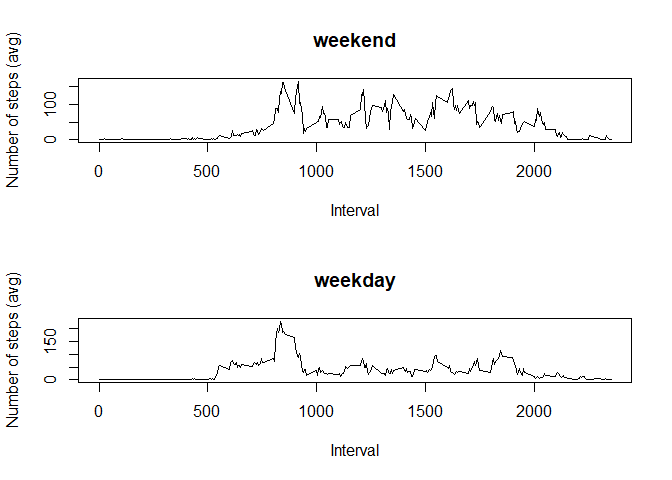 weekend
Number of steps (avg)
100
0
0 500 1000 1500 2000
Interval
weekday
Number of steps (avg)
150
0
0 500 1000 1500 2000
Interval